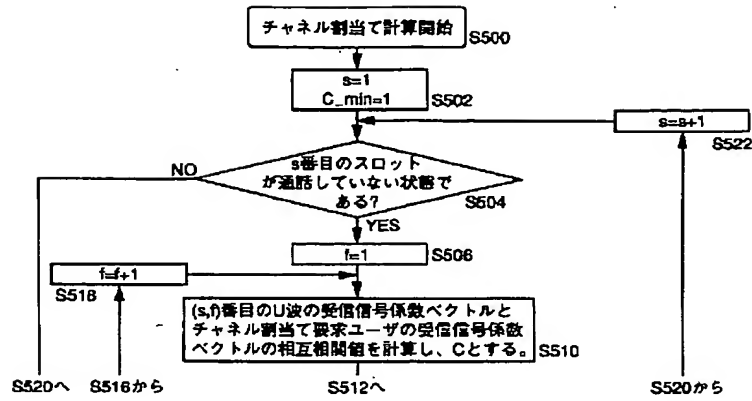 チャネル割当て計算開始
S500
s=1
C_min=1
S502
s=s+1
S522
s番目のスロット
が通話していない状態で
ある?
NO
S504
YES
f=1
S506
f=f+1
S518
(s,f)番目のU波の受信信号係数ベクトルと
チャネル割当て要求ユーザの受信信号係数
ベクトルの相互相関値を計算し、Cとする。
S510
S520へ
S516から
S512へ
S520から